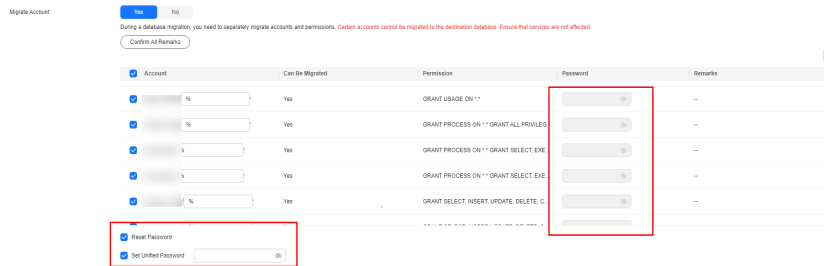 Migrate Account
Yes No
During a database migration, you need to separately migrate accounts and permissions. Certain accounts cannot be migrated to the destination database. Ensure that services are not affected.
Confirm All Remarks
Account Can Be Migrated Permission Password Remarks
% Yes GRANT USAGE ON *.* --
% Yes GRANT PROCESS ON *.* GRANT ALL PRIVILEG... --
% Yes GRANT PROCESS ON *.* GRANT SELECT, EXE... --
% Yes GRANT PROCESS ON *.* GRANT SELECT, EXE... --
% Yes GRANT SELECT, INSERT, UPDATE, DELETE, C... --
Reset Password
Set Unified Password